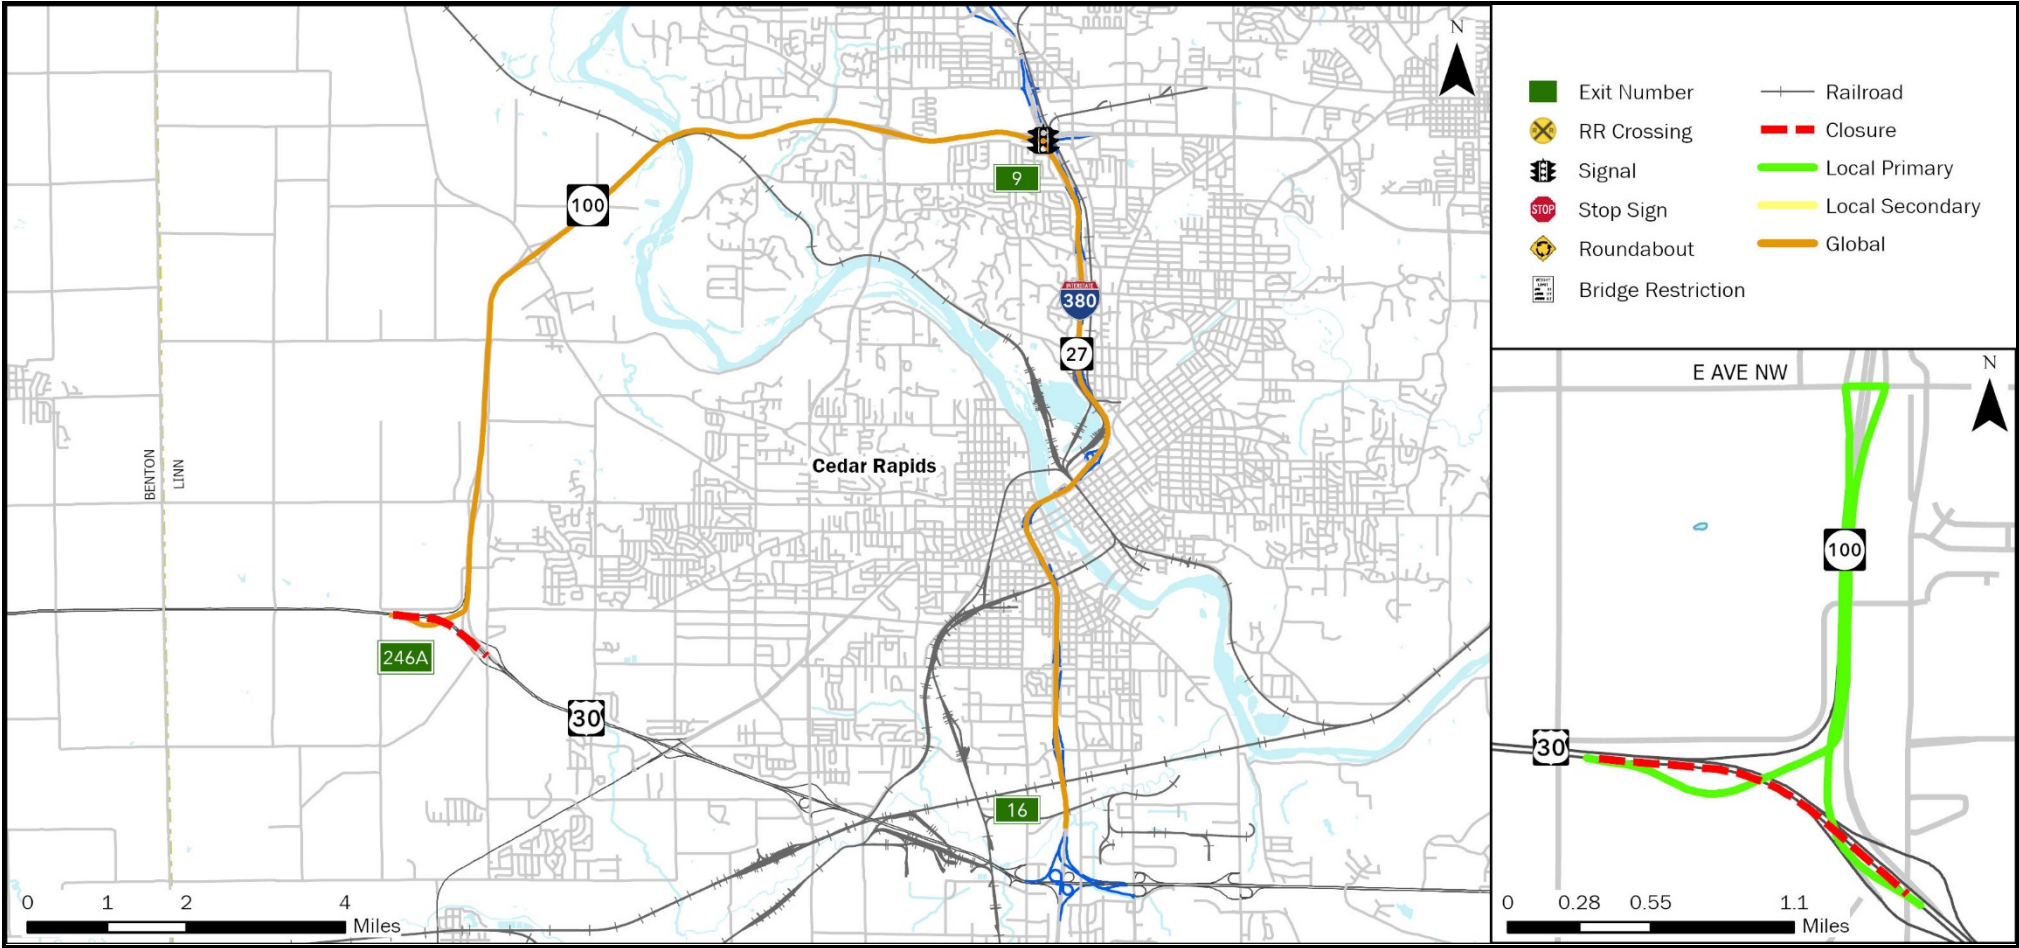 N
100
9
INTERSTATE
380
27
Cedar Rapids
BENTON
LINN
246A
30
16
0 1 2 4
Miles
Exit Number
RR Crossing
Signal
STOP Stop Sign
Roundabout
Bridge Restriction
Railroad
Closure
Local Primary
Local Secondary
Global
E AVE NW
N
100
30
0 0.28 0.55 1.1
Miles